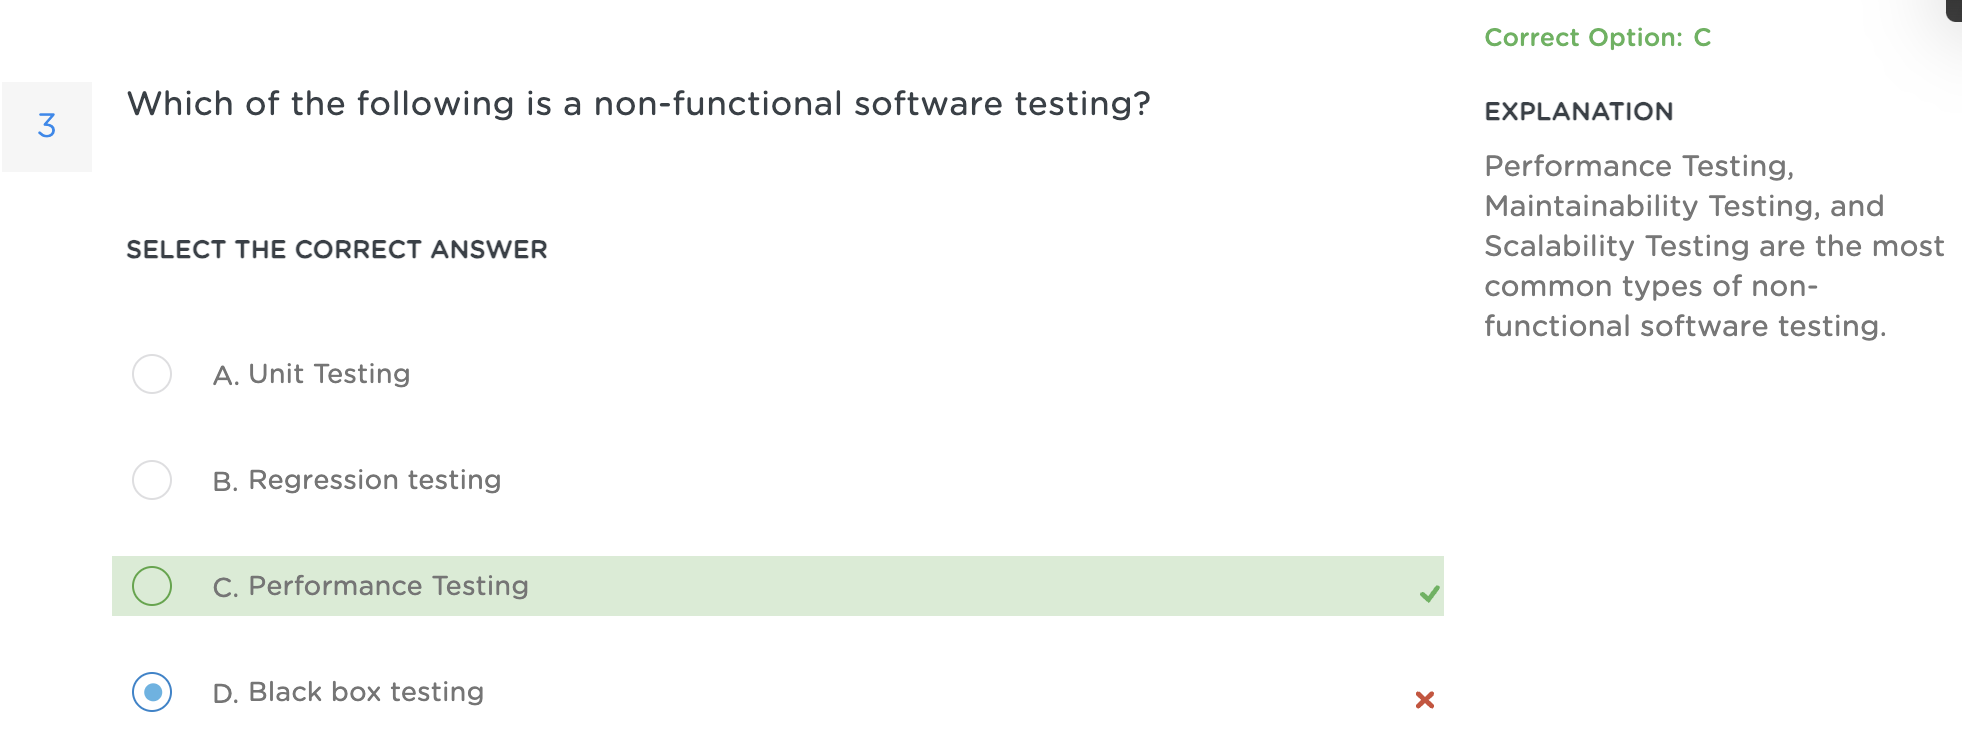 3
Which of the following is a non-functional software testing?
SELECT THE CORRECT ANSWER
A. Unit Testing
B. Regression testing
C. Performance Testing
D. Black box testing
Correct Option: C
EXPLANATION
Performance Testing,
Maintainability Testing, and
Scalability Testing are the most
common types of non-
functional software testing.